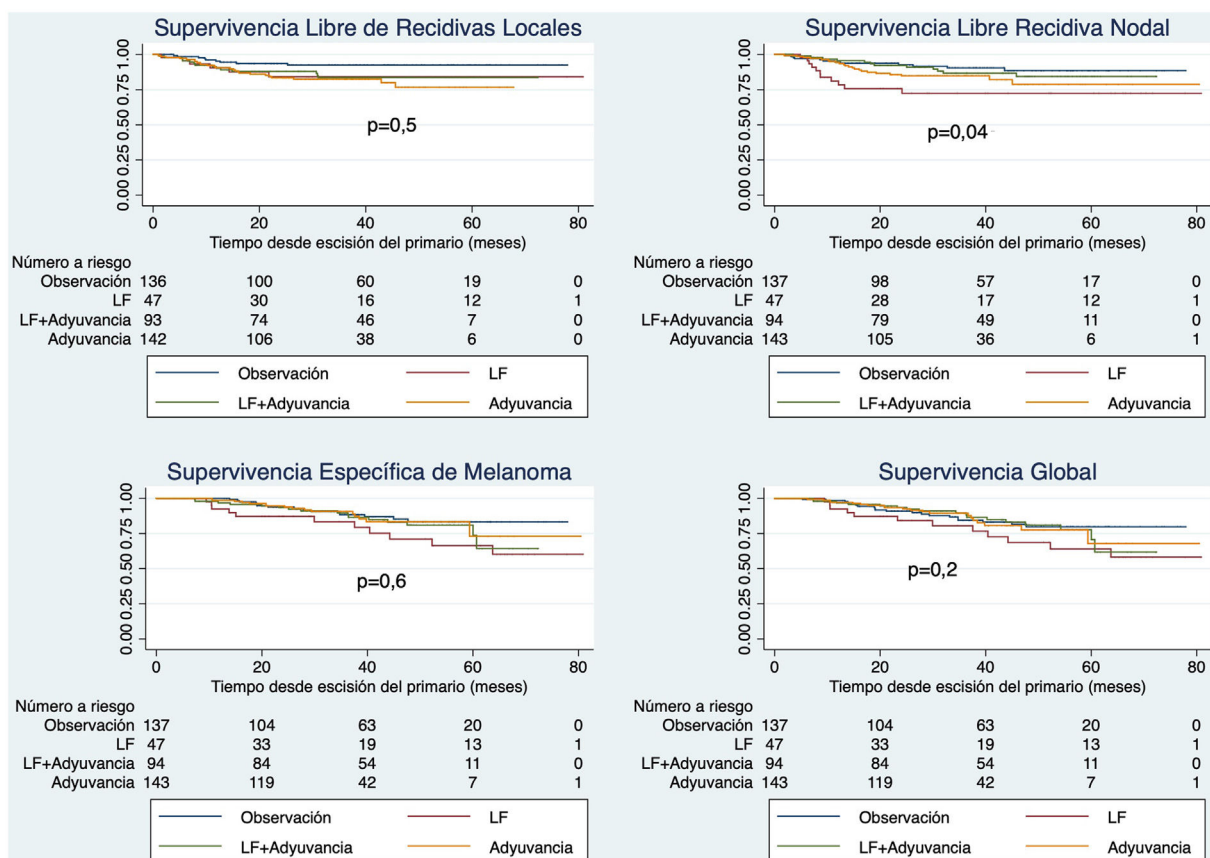 Supervivencia Libre de Recidivas Locales
1.00
0.75
0.50
0.25
0.00
p=0,5
0 20 40 60 80
Tiempo desde escisión del primario (meses)
Número a riesgo
Observación 136 100 60 19 0
LF 47 30 16 12 1
LF+Adyuvancia 93 74 46 7 0
Adyuvancia 142 106 38 6 0
Observación LF
LF+Adyuvancia Adyuvancia
Supervivencia Libre Recidiva Nodal
1.00
0.75
0.50
0.25
0.00
p=0,04
0 20 40 60 80
Tiempo desde escisión del primario (meses)
Número a riesgo
Observación 137 98 57 17 0
LF 47 28 17 12 1
LF+Adyuvancia 94 79 49 11 0
Adyuvancia 143 105 36 6 1
Observación LF
LF+Adyuvancia Adyuvancia
Supervivencia Específica de Melanoma
1.00
0.75
0.50
0.25
0.00
p=0,6
0 20 40 60 80
Tiempo desde escisión del primario (meses)
Número a riesgo
Observación 137 104 63 20 0
LF 47 33 19 13 1
LF+Adyuvancia 94 84 54 11 0
Adyuvancia 143 119 42 7 1
Observación LF
LF+Adyuvancia Adyuvancia
Supervivencia Global
1.00
0.75
0.50
0.25
0.00
p=0,2
0 20 40 60 80
Tiempo desde escisión del primario (meses)
Número a riesgo
Observación 137 104 63 20 0
LF 47 33 19 13 1
LF+Adyuvancia 94 84 54 11 0
Adyuvancia 143 119 42 7 1
Observación LF
LF+Adyuvancia Adyuvancia